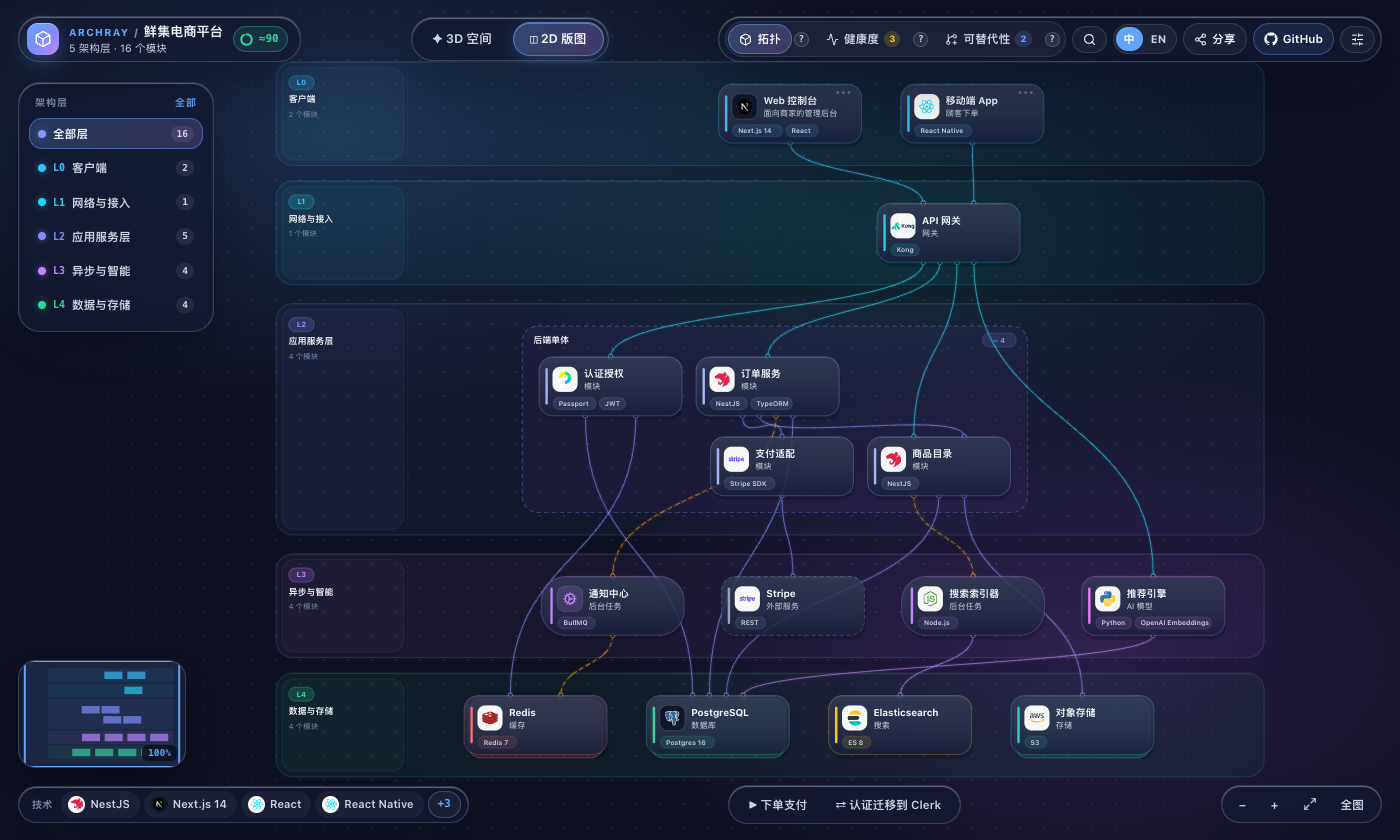 ARCHRAY / 鲜集电商平台
5 架构层 · 16 个模块
≈90
✦ 3D 空间
2D 版图
拓扑 ?
健康度 3 ?
可替代性 2 ?
中 EN
分享
GitHub
架构层 全部
全部层 16
L0 客户端 2
L1 网络与接入 1
L2 应用服务层 5
L3 异步与智能 4
L4 数据与存储 4
L0
客户端
2 个模块
Web 控制台
面向商家的管理后台
Next.js 14 React
移动端 App
顾客下单
React Native
L1
网络与接入
1 个模块
Kong
API 网关
网关
Kong
L2
应用服务层
4 个模块
后端单体
− 4
认证授权
模块
Passport JWT
订单服务
模块
NestJS TypeORM
stripe
支付适配
模块
Stripe SDK
商品目录
模块
NestJS
L3
异步与智能
4 个模块
通知中心
后台任务
BullMQ
stripe
Stripe
外部服务
REST
搜索索引器
后台任务
Node.js
推荐引擎
AI 模型
Python OpenAI Embeddings
L4
数据与存储
4 个模块
Redis
缓存
Redis 7
PostgreSQL
数据库
Postgres 16
Elasticsearch
搜索
ES 8
aws
对象存储
存储
S3
100%
技术 NestJS Next.js 14 React React Native +3
▶ 下单支付 ⇄ 认证迁移到 Clerk
− + 全图